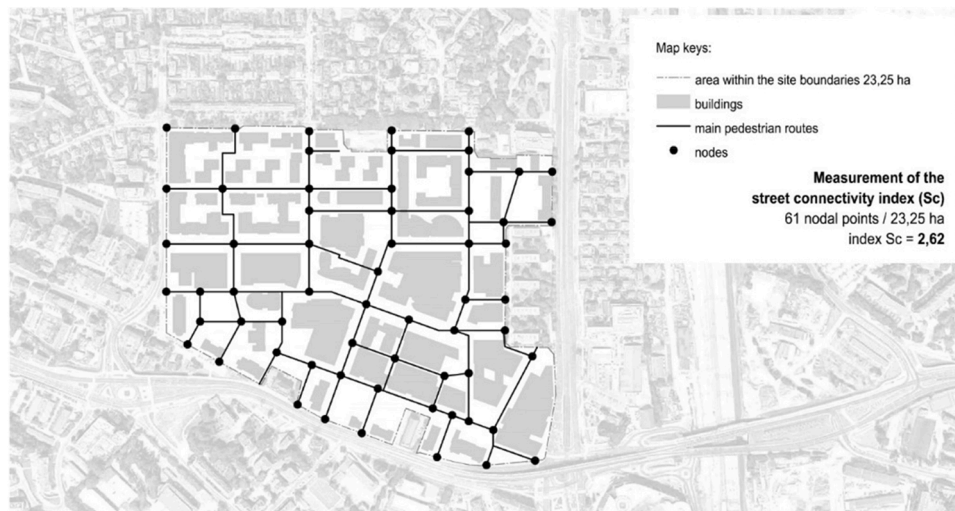 Map keys:
area within the site boundaries 23,25 ha
buildings
main pedestrian routes
nodes
Measurement of the
street connectivity index (Sc)
61 nodal points / 23,25 ha
index Sc = 2,62